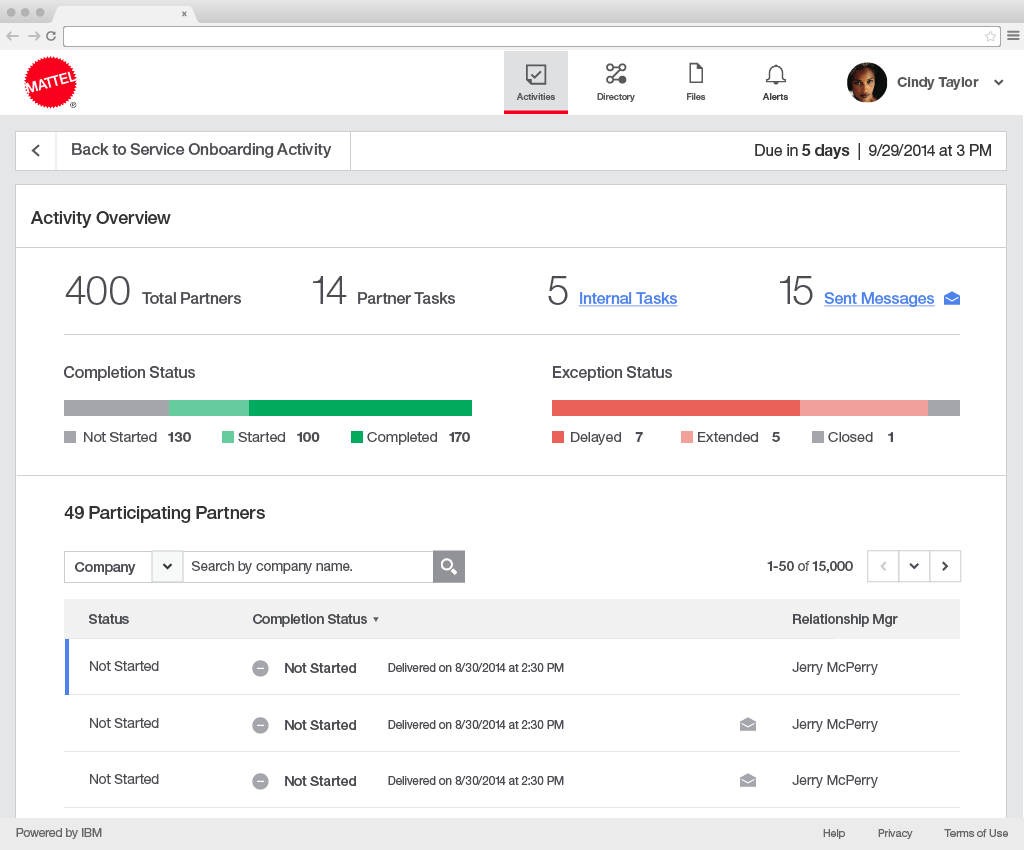 MATTEL
®
Activities
Directory
Files
Alerts
Cindy Taylor
Back to Service Onboarding Activity
Due in 5 days | 9/29/2014 at 3 PM
Activity Overview
400 Total Partners
14 Partner Tasks
5 Internal Tasks
15 Sent Messages
Completion Status
Exception Status
Not Started 130 Started 100 Completed 170
Delayed 7 Extended 5 Closed 1
49 Participating Partners
Company
Search by company name.
1-50 of 15,000
Status Completion Status Relationship Mgr
Not Started Not Started Delivered on 8/30/2014 at 2:30 PM Jerry McPerry
Not Started Not Started Delivered on 8/30/2014 at 2:30 PM Jerry McPerry
Not Started Not Started Delivered on 8/30/2014 at 2:30 PM Jerry McPerry
Powered by IBM Help Privacy Terms of Use